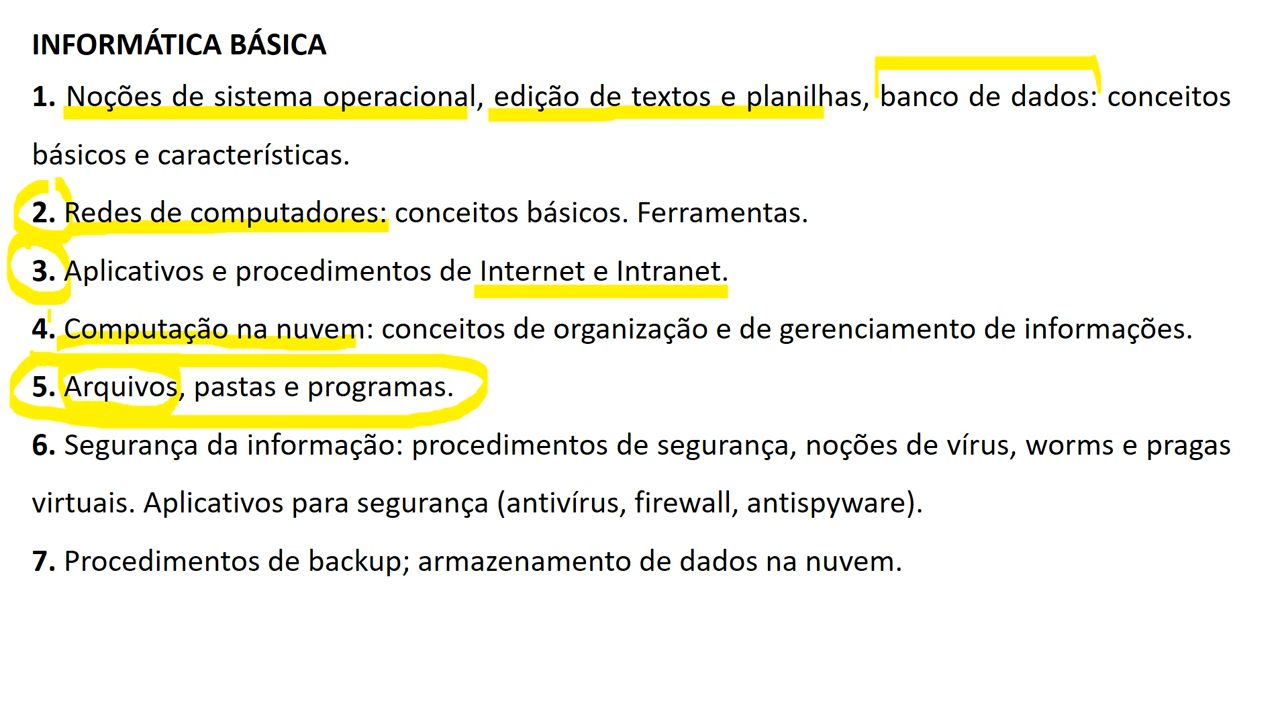 INFORMÁTICA BÁSICA
1. Noções de sistema operacional, edição de textos e planilhas, banco de dados: conceitos
básicos e características.
2. Redes de computadores: conceitos básicos. Ferramentas.
3. Aplicativos e procedimentos de Internet e Intranet.
4. Computação na nuvem: conceitos de organização e de gerenciamento de informações.
5. Arquivos, pastas e programas.
6. Segurança da informação: procedimentos de segurança, noções de vírus, worms e pragas
virtuais. Aplicativos para segurança (antivírus, firewall, antispyware).
7. Procedimentos de backup; armazenamento de dados na nuvem.